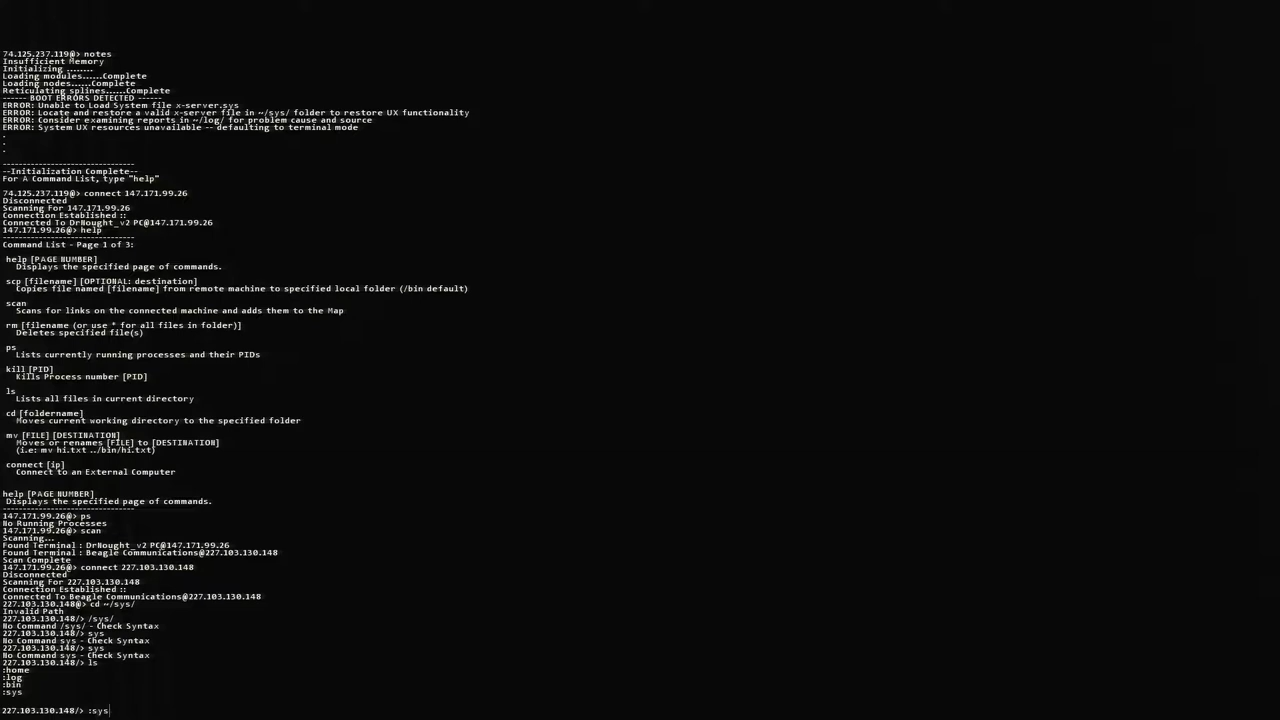 74.125.237.119@> notes
Insufficient Memory
Initializing ........
Loading modules......Complete
Loading nodes......Complete
Reticulating splines......Complete
------ BOOT ERRORS DETECTED ------
ERROR: Unable to Load System file x-server.sys
ERROR: Locate and restore a valid x-server file in ~/sys/ folder to restore UX functionality
ERROR: Consider examining reports in ~/log/ for problem cause and source
ERROR: System UX resources unavailable -- defaulting to terminal mode
.
.
.
---------------------------------
--Initialization Complete--
For A Command List, type "help"
74.125.237.119@> connect 147.171.99.26
Disconnected
Scanning For 147.171.99.26
Connection Established ::
Connected To DrNought_v2 PC@147.171.99.26
147.171.99.26@> help
---------------------------------
Command List - Page 1 of 3:
help [PAGE NUMBER]
Displays the specified page of commands.
scp [filename] [OPTIONAL: destination]
Copies file named [filename] from remote machine to specified local folder (/bin default)
scan
Scans for links on the connected machine and adds them to the Map
rm [filename (or use * for all files in folder)]
Deletes specified file(s)
ps
Lists currently running processes and their PIDs
kill [PID]
Kills Process number [PID]
ls
Lists all files in current directory
cd [foldername]
Moves current working directory to the specified folder
mv [FILE] [DESTINATION]
Moves or renames [FILE] to [DESTINATION]
(i.e: mv hi.txt ../bin/hi.txt)
connect [ip]
Connect to an External Computer
help [PAGE NUMBER]
Displays the specified page of commands.
---------------------------------
147.171.99.26@> ps
No Running Processes
147.171.99.26@> scan
Scanning...
Found Terminal : DrNought_v2 PC@147.171.99.26
Found Terminal : Beagle Communications@227.103.130.148
Scan Complete
147.171.99.26@> connect 227.103.130.148
Disconnected
Scanning For 227.103.130.148
Connection Established ::
Connected To Beagle Communications@227.103.130.148
227.103.130.148@> cd ~/sys/
Invalid Path
227.103.130.148/> /sys/
No Command /sys/ - Check Syntax
227.103.130.148/> sys
No Command sys - Check Syntax
227.103.130.148/> sys
No Command sys - Check Syntax
227.103.130.148/> ls
:home
:log
:bin
:sys
227.103.130.148/> :sys